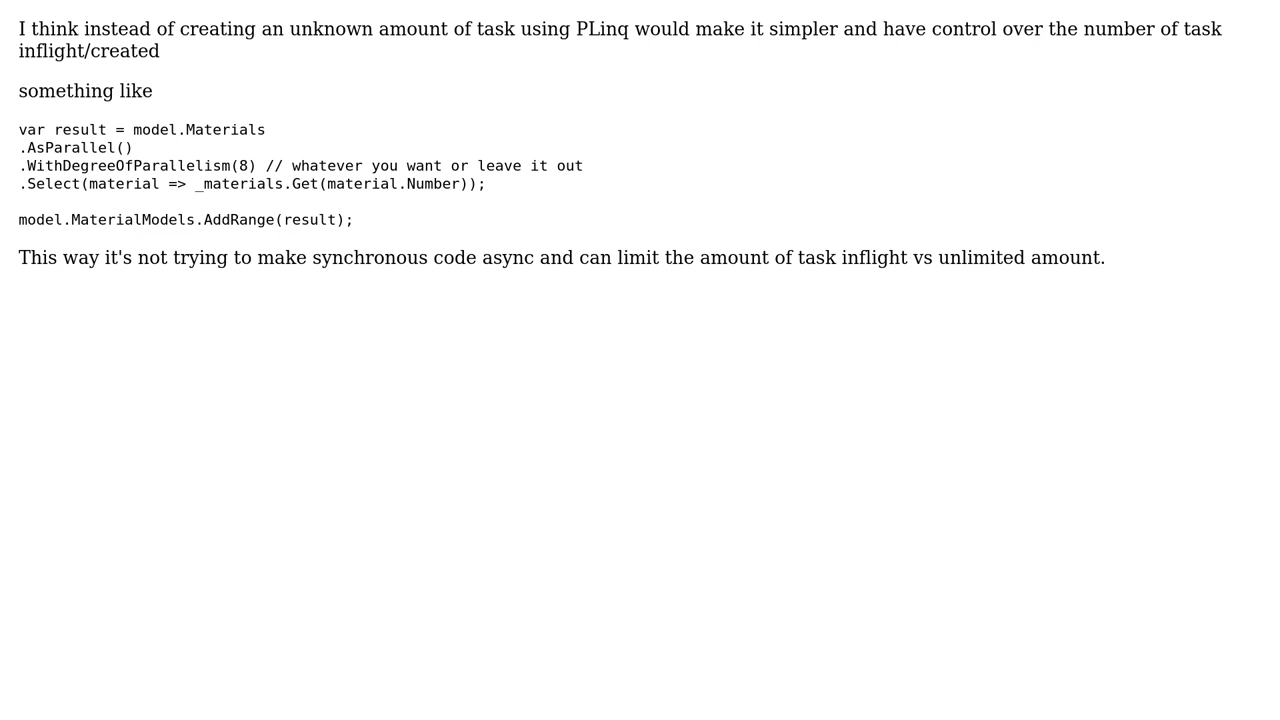 I think instead of creating an unknown amount of task using PLinq would make it simpler and have control over the number of task
inflight/created
something like
var result = model.Materials
.AsParallel()
.WithDegreeOfParallelism(8) // whatever you want or leave it out
.Select(material => _materials.Get(material.Number));
model.MaterialModels.AddRange(result);
This way it's not trying to make synchronous code async and can limit the amount of task inflight vs unlimited amount.